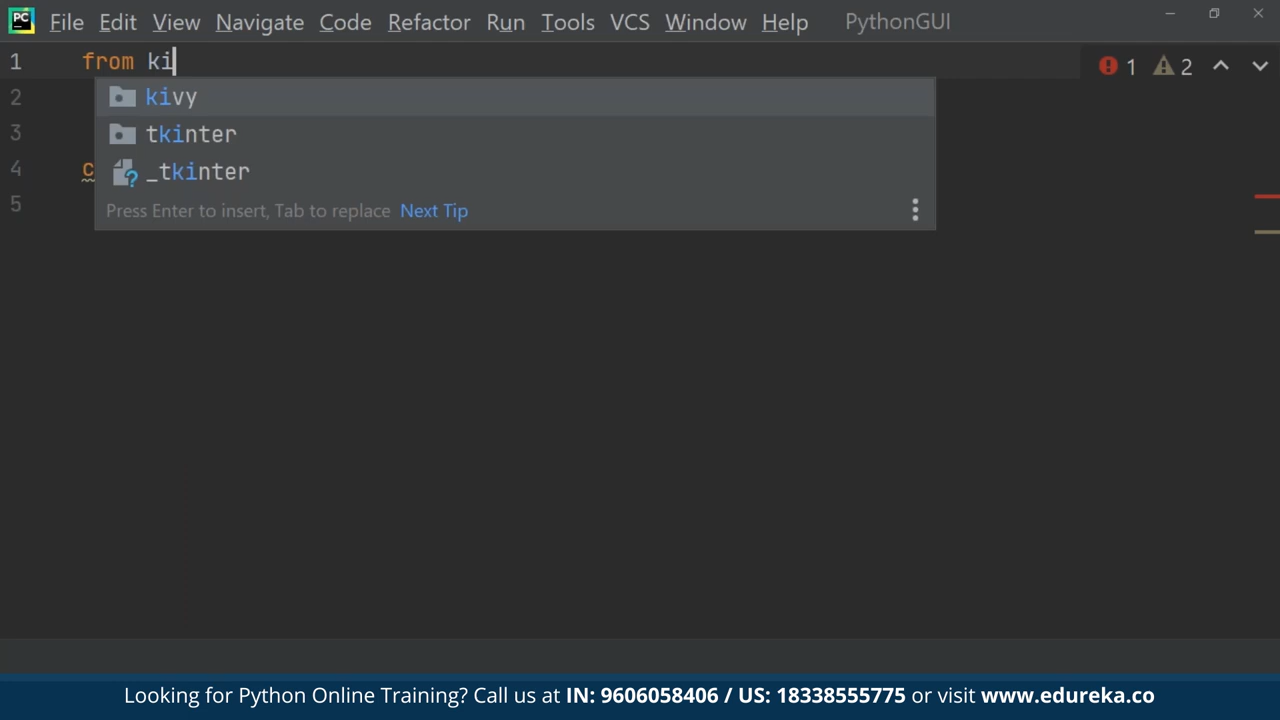 PC File Edit View Navigate Code Refactor Run Tools VCS Window Help PythonGUI
1 from ki
1 2
2 kivy
3 tkinter
4 c _tkinter
5 Press Enter to insert, Tab to replace Next Tip
Looking for Python Online Training? Call us at IN: 9606058406 / US: 18338555775 or visit www.edureka.co